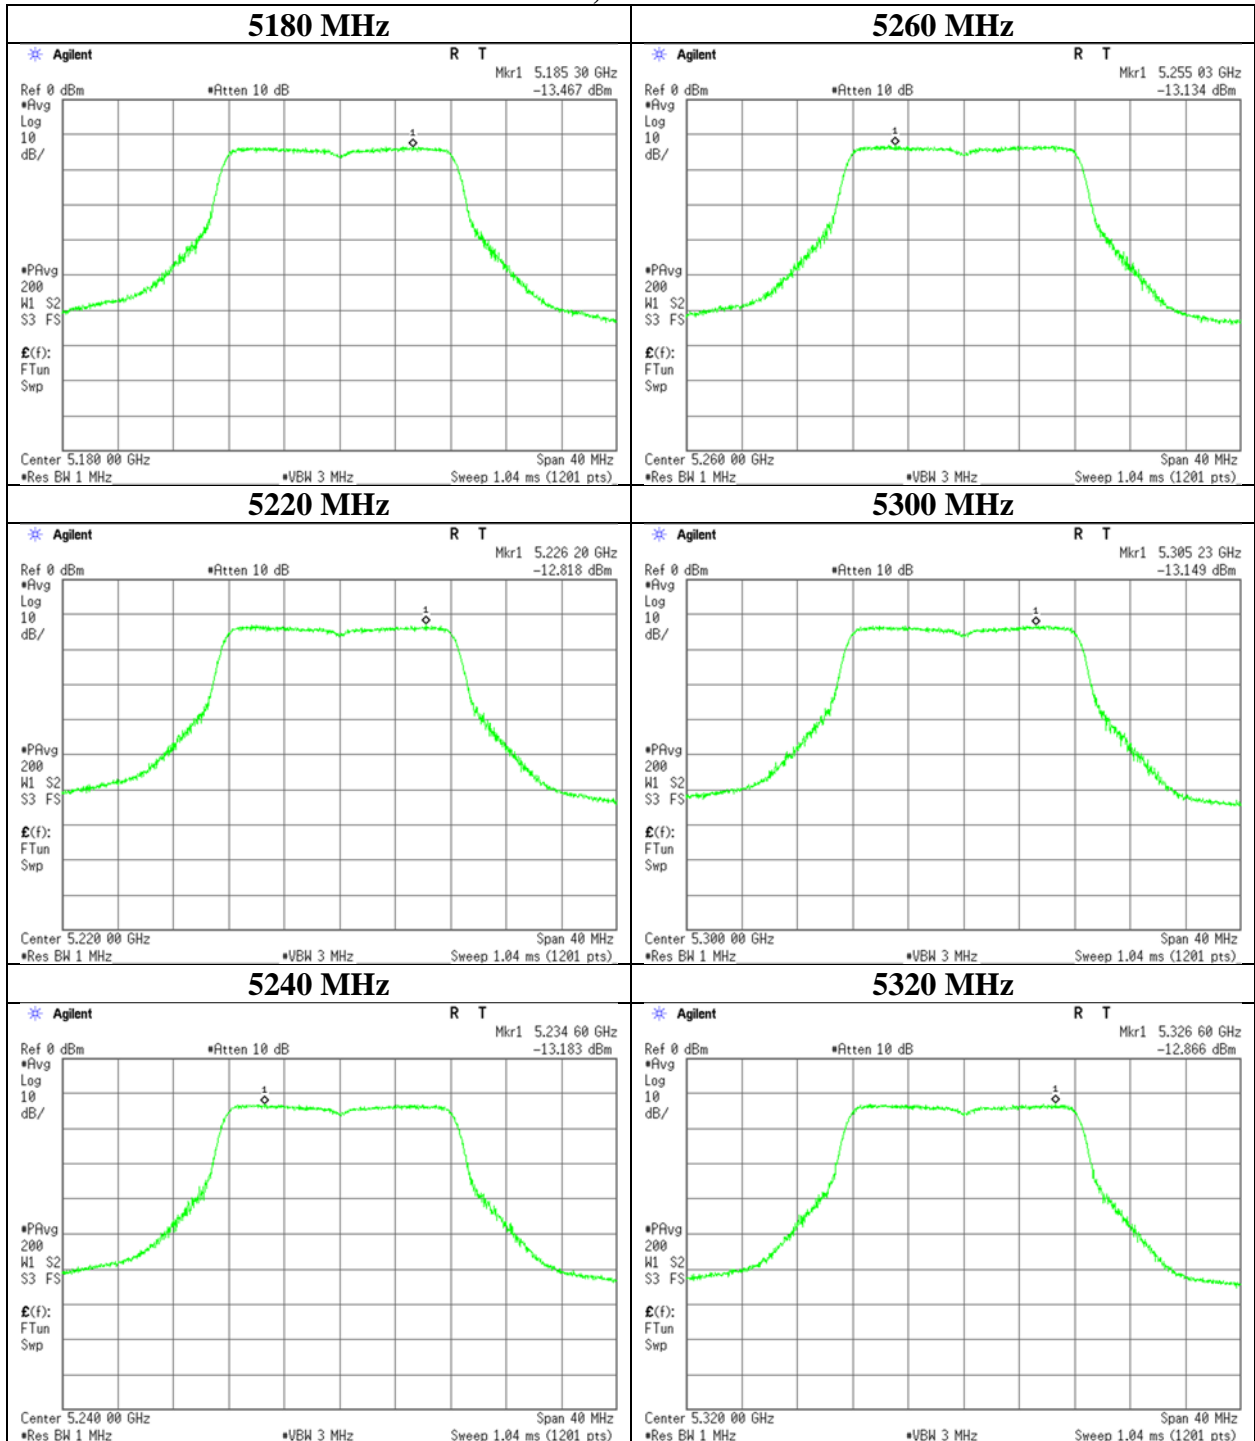 5180 MHz
Agilent R T
Mkr1 5.185 30 GHz
Ref 0 dBm *Atten 10 dB -13.467 dBm
*Avg
Log
10
dB/
1
*PAvg
200
W1 S2
S3 FS
£(f):
FTun
Swp
Center 5.180 00 GHz Span 40 MHz
*Res BW 1 MHz *VBW 3 MHz Sweep 1.04 ms (1201 pts)
5260 MHz
Agilent R T
Mkr1 5.255 03 GHz
Ref 0 dBm *Atten 10 dB -13.134 dBm
*Avg
Log
10
dB/
1
*PAvg
200
W1 S2
S3 FS
£(f):
FTun
Swp
Center 5.260 00 GHz Span 40 MHz
*Res BW 1 MHz *VBW 3 MHz Sweep 1.04 ms (1201 pts)
5220 MHz
Agilent R T
Mkr1 5.226 20 GHz
Ref 0 dBm *Atten 10 dB -12.818 dBm
*Avg
Log
10
dB/
1
*PAvg
200
W1 S2
S3 FS
£(f):
FTun
Swp
Center 5.220 00 GHz Span 40 MHz
*Res BW 1 MHz *VBW 3 MHz Sweep 1.04 ms (1201 pts)
5300 MHz
Agilent R T
Mkr1 5.305 23 GHz
Ref 0 dBm *Atten 10 dB -13.149 dBm
*Avg
Log
10
dB/
1
*PAvg
200
W1 S2
S3 FS
£(f):
FTun
Swp
Center 5.300 00 GHz Span 40 MHz
*Res BW 1 MHz *VBW 3 MHz Sweep 1.04 ms (1201 pts)
5240 MHz
Agilent R T
Mkr1 5.234 60 GHz
Ref 0 dBm *Atten 10 dB -13.183 dBm
*Avg
Log
10
dB/
1
*PAvg
200
W1 S2
S3 FS
£(f):
FTun
Swp
Center 5.240 00 GHz Span 40 MHz
*Res BW 1 MHz *VBW 3 MHz Sweep 1.04 ms (1201 pts)
5320 MHz
Agilent R T
Mkr1 5.326 60 GHz
Ref 0 dBm *Atten 10 dB -12.866 dBm
*Avg
Log
10
dB/
1
*PAvg
200
W1 S2
S3 FS
£(f):
FTun
Swp
Center 5.320 00 GHz Span 40 MHz
*Res BW 1 MHz *VBW 3 MHz Sweep 1.04 ms (1201 pts)